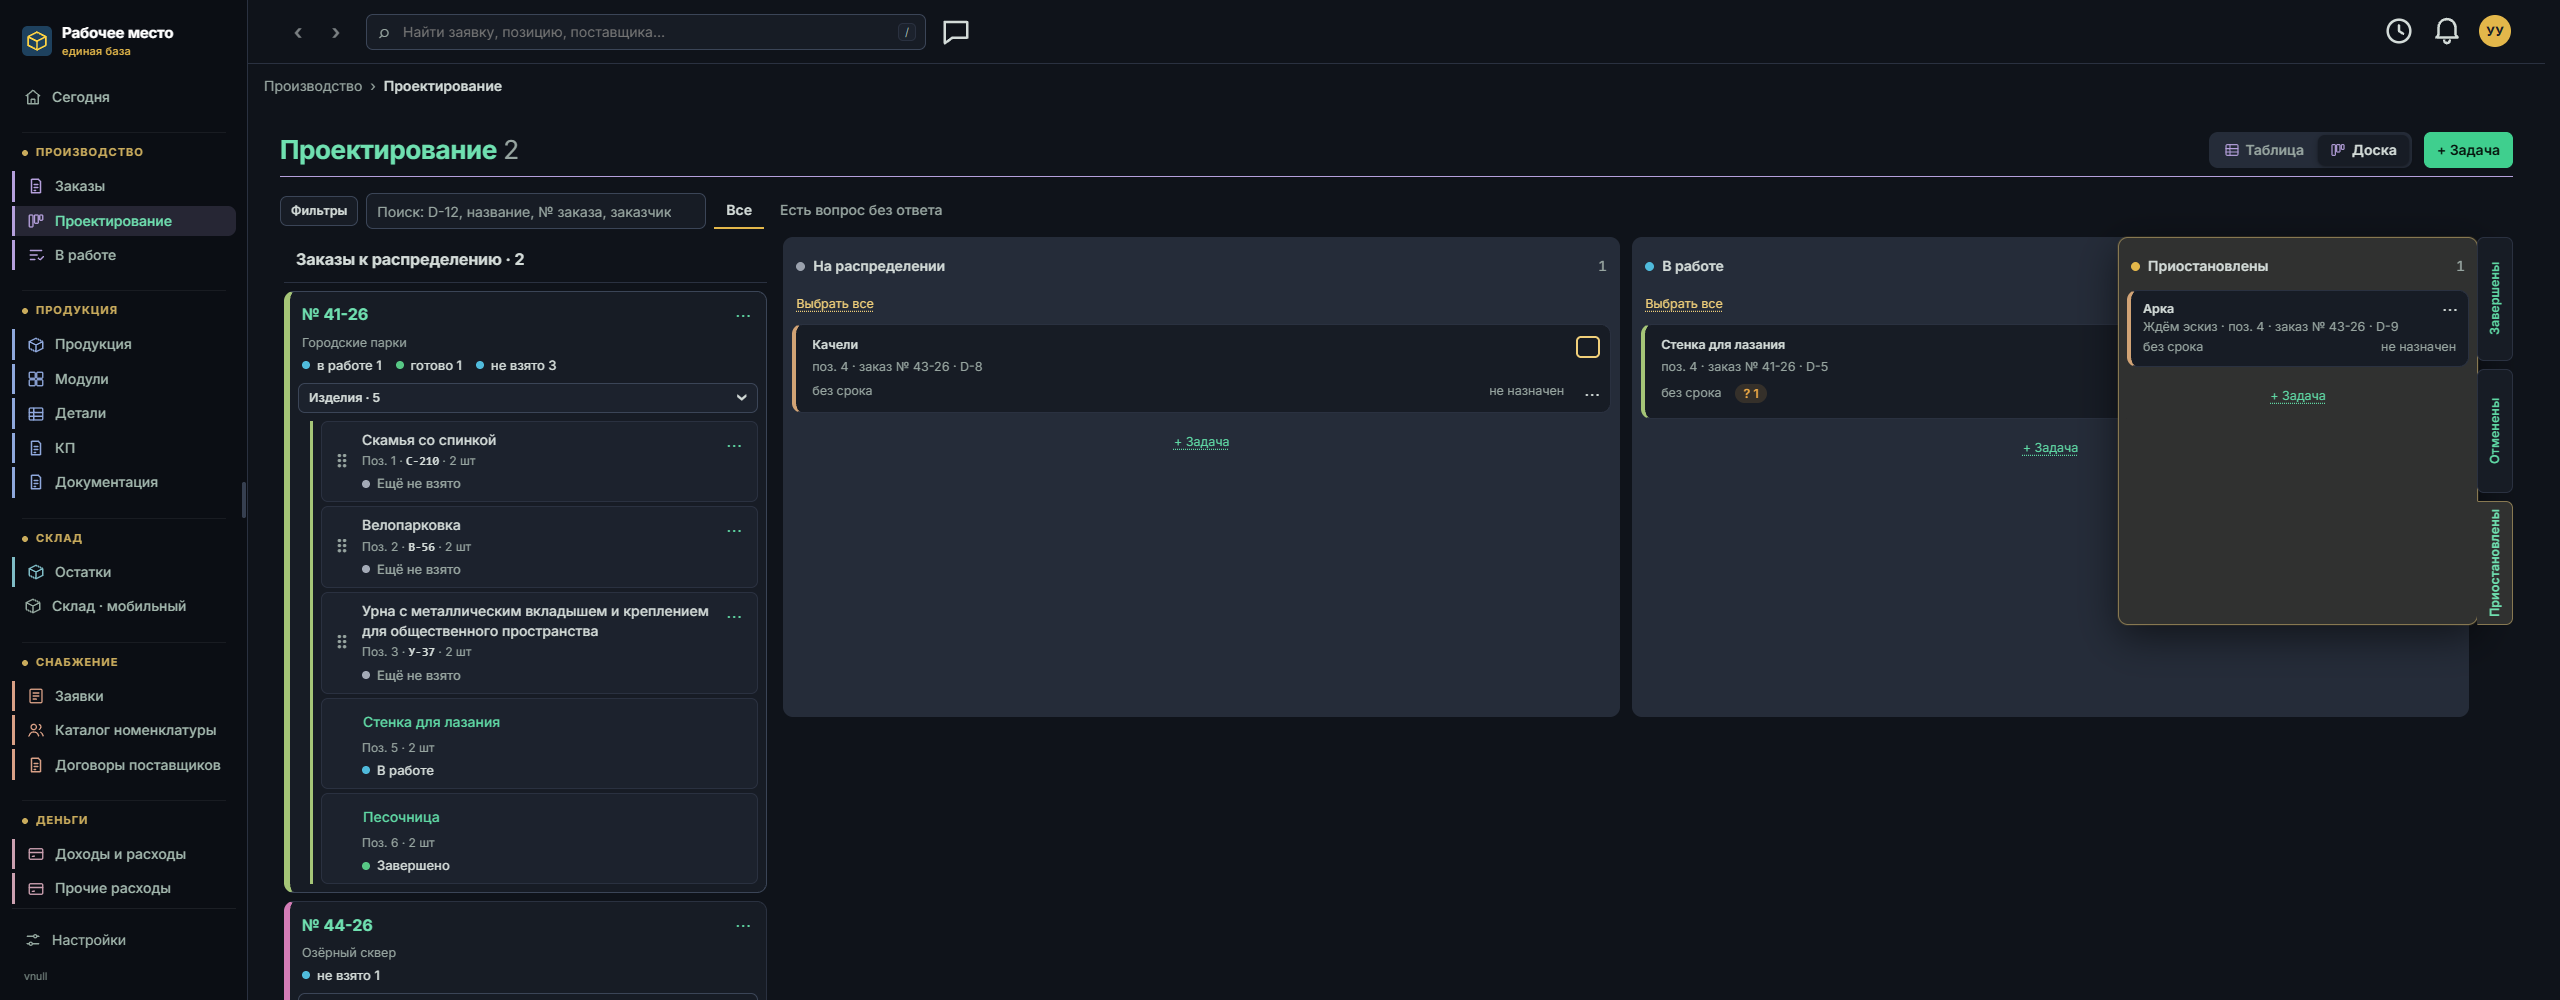 Рабочее место
единая база
Сегодня
ПРОИЗВОДСТВО
Заказы
Проектирование
В работе
ПРОДУКЦИЯ
Продукция
Модули
Детали
КП
Документация
СКЛАД
Остатки
Склад · мобильный
СНАБЖЕНИЕ
Заявки
Каталог номенклатуры
Договоры поставщиков
ДЕНЬГИ
Доходы и расходы
Прочие расходы
Настройки
vnull
Найти заявку, позицию, поставщика... /
УУ
Производство › Проектирование
Проектирование 2
Таблица
Доска
+ Задача
Фильтры
Поиск: D-12, название, № заказа, заказчик
Все
Есть вопрос без ответа
Заказы к распределению · 2
№ 41-26
Городские парки
в работе 1 готово 1 не взято 3
Изделия · 5
Скамья со спинкой
Поз. 1 · С-210 · 2 шт
Ещё не взято
Велопарковка
Поз. 2 · В-56 · 2 шт
Ещё не взято
Урна с металлическим вкладышем и креплением
для общественного пространства
Поз. 3 · У-37 · 2 шт
Ещё не взято
Стенка для лазания
Поз. 5 · 2 шт
В работе
Песочница
Поз. 6 · 2 шт
Завершено
№ 44-26
Озёрный сквер
не взято 1
На распределении 1
Выбрать все
Качели
поз. 4 · заказ № 43-26 · D-8
без срока не назначен ...
+ Задача
В работе
Выбрать все
Стенка для лазания
поз. 4 · заказ № 41-26 · D-5
без срока ? 1
+ Задача
Приостановлены 1
Арка ...
Ждём эскиз · поз. 4 · заказ № 43-26 · D-9
без срока не назначен
+ Задача
Завершены
Отменены
Приостановлены